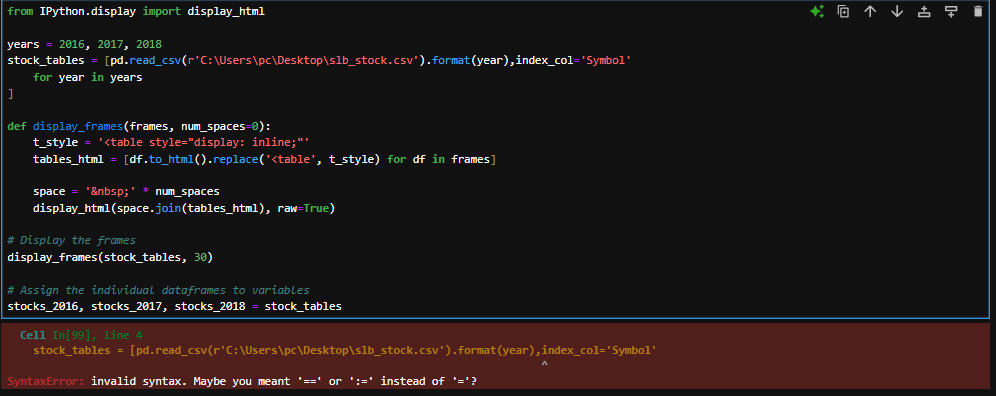 from IPython.display import display_html
years = 2016, 2017, 2018
stock_tables = [pd.read_csv(r'C:\Users\pc\Desktop\slb_stock.csv').format(year),index_col='Symbol'
    for year in years
]
def display_frames(frames, num_spaces=0):
    t_style = '<table style="display: inline;"'
    tables_html = [df.to_html().replace('<table', t_style) for df in frames]
    space = '&nbsp;' * num_spaces
    display_html(space.join(tables_html), raw=True)
# Display the frames
display_frames(stock_tables, 30)
# Assign the individual dataframes to variables
stocks_2016, stocks_2017, stocks_2018 = stock_tables
Cell In[99], line 4
    stock_tables = [pd.read_csv(r'C:\Users\pc\Desktop\slb_stock.csv').format(year),index_col='Symbol'
^
SyntaxError: invalid syntax. Maybe you meant '==' or ':=' instead of '='?